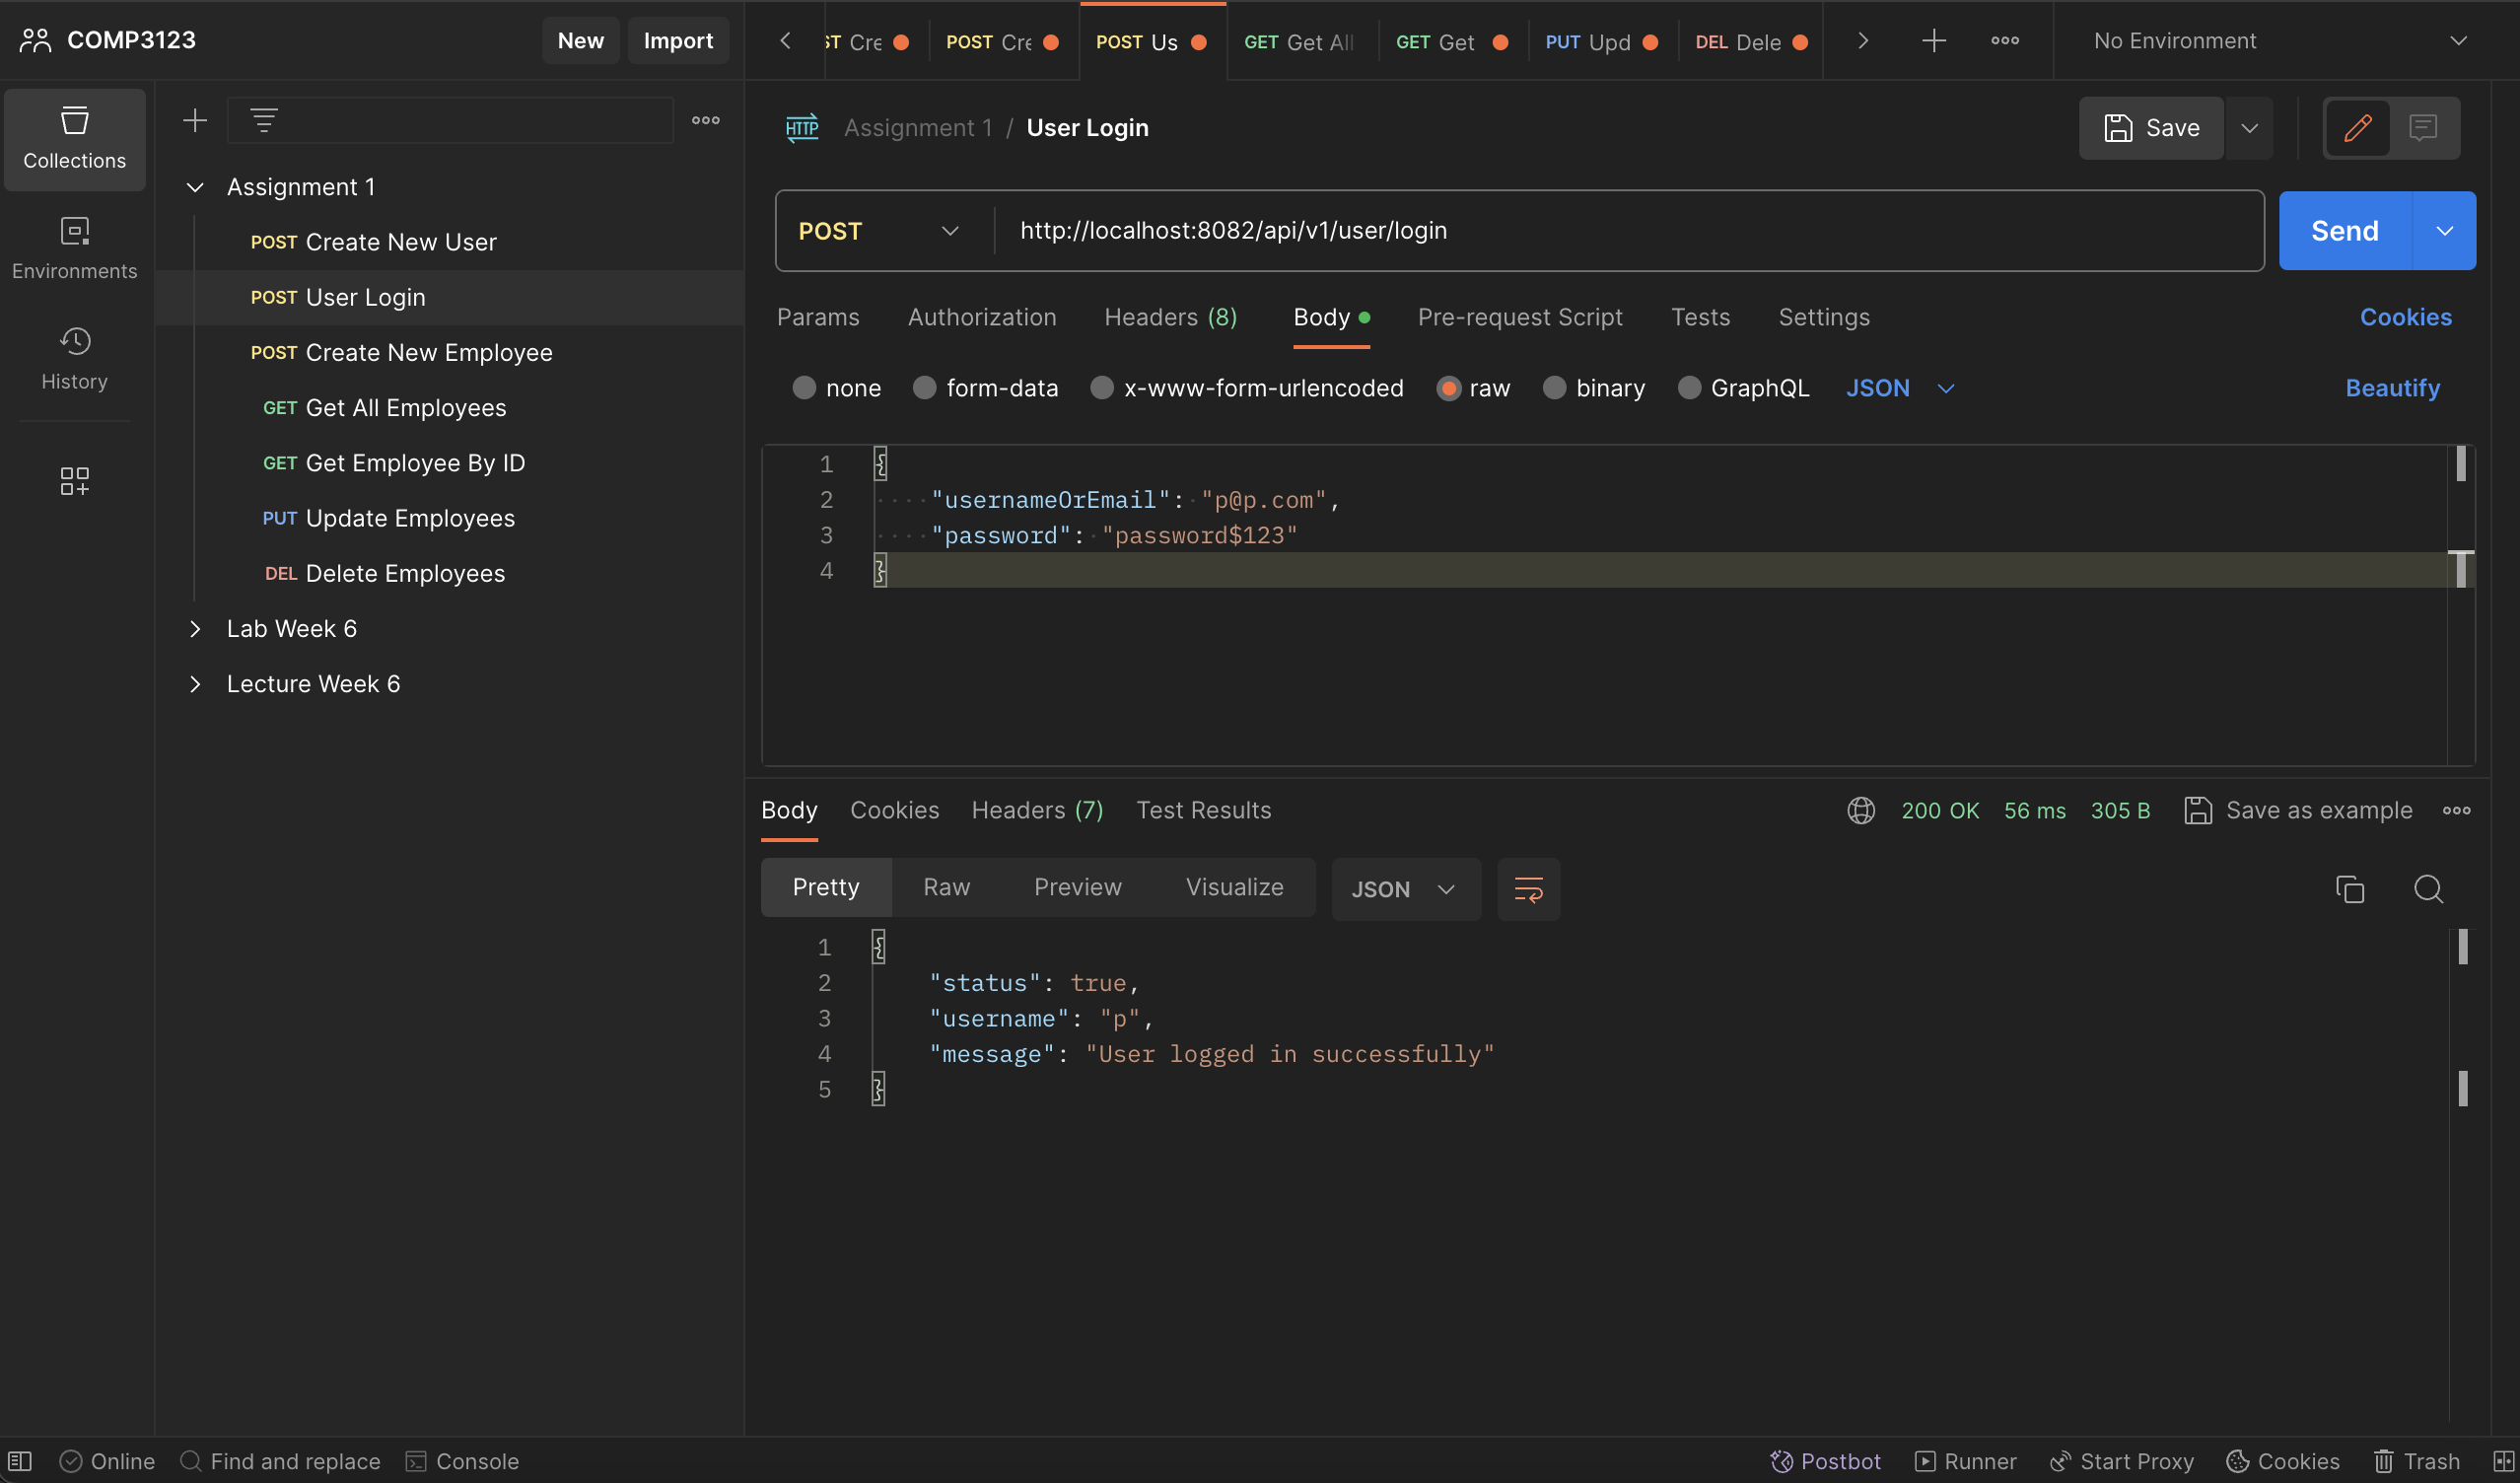 COMP3123
New
Import
ST Cre
POST Cre
POST Us
GET Get All
GET Get
PUT Upd
DEL Dele
No Environment
Collections
Environments
History
Assignment 1
POST Create New User
POST User Login
POST Create New Employee
GET Get All Employees
GET Get Employee By ID
PUT Update Employees
DEL Delete Employees
Lab Week 6
Lecture Week 6
HTTP Assignment 1 / User Login
Save
POST http://localhost:8082/api/v1/user/login
Send
Params Authorization Headers (8) Body Pre-request Script Tests Settings Cookies
none form-data x-www-form-urlencoded raw binary GraphQL JSON Beautify
1 {
2 "usernameOrEmail": "p@p.com",
3 "password": "password$123"
4 }
Body Cookies Headers (7) Test Results 200 OK 56 ms 305 B Save as example
Pretty Raw Preview Visualize JSON
1 {
2 "status": true,
3 "username": "p",
4 "message": "User logged in successfully"
5 }
Online Find and replace Console Postbot Runner Start Proxy Cookies Trash